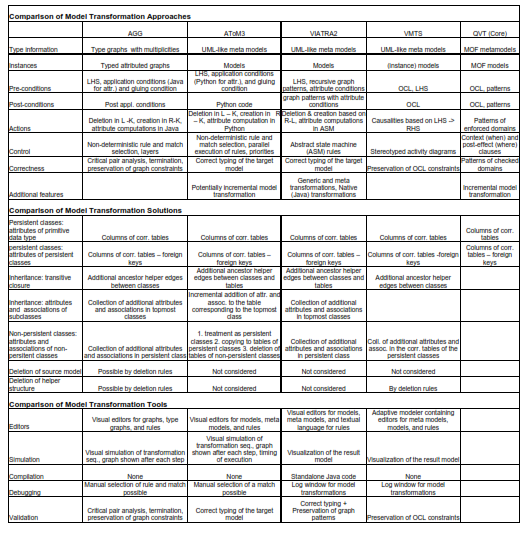 Comparison of Model Transformation Approaches
AGG AToM3 VIATRA2 VMTS QVT (Core)
Type information Type graphs with multiplicities UML-like meta models UML-like meta models UML-like meta models MOF metamodels
Instances Typed attributed graphs Models Models (instance) models MOF models
Pre-conditions LHS, application conditions (Java for attr.) and gluing condition LHS, application conditions (Python for attr.), and gluing condition LHS, recursive graph patterns, attribute conditions OCL, LHS OCL, patterns
Post-conditions Post appl. conditions Python code graph patterns with attribute conditions OCL OCL, patterns
Actions Deletion in L -K, creation in R-K, attribute computations in Java Deletion in L – K, creation in R – K, attribute computation in Python Deletion & creation based on R-L, attribute computations in ASM Causalities based on LHS -> RHS Patterns of enforced domains
Control Non-deterministic rule and match selection, layers Non-deterministic rule and match selection, parallel execution of rules, priorities Abstract state machine (ASM) rules Stereotyped activity diagrams Context (when) and post-effect (where) clauses
Correctness Critical pair analysis, termination, preservation of graph constraints Correct typing of the target model Correct typing of the target model Preservation of OCL constraints Patterns of checked domains
Additional features Potentially incremental model transformation Generic and meta transformations, Native (Java) transformations Incremental transformation
Comparison of Model Transformation Solutions
Persistent classes: attributes of primitive data type Columns of corr. tables Columns of corr. tables Columns of corr. tables Columns of corr. tables Columns of corr. tables
persistent classes: attributes of persistent classes Columns of corr. tables – foreign keys Columns of corr. tables – foreign keys Columns of corr. tables – foreign keys Columns of corr. tables -foreign keys Columns of corr. tables – foreign keys
Inheritance: transitive closure Additional ancestor helper edges between classes Additional ancestor helper edges between classes and tables Additional ancestor helper edges between classes and tables Additional ancestor helper edges between classes
Inheritance: attributes and associations of subclasses Collection of additional attributes and associations in topmost classes Incremental addition of attr. and assoc. to the table corresponding to the topmost class Collection of additional attributes and associations in topmost classes
Non-persistent classes: attributes and associations of non-persitent classes Collection of additional attributes and associations in persistent class 1. treatment as persistent classes 2. copying to tables of persistent classes 3. deletion of tables of non-persistent classes Collection of additional attributes and associations in persistent class Coll. of additional attributes and assoc. in the corr. tables of the persistent classes
Deletion of source model Possible by deletion rules Not considered Not considered Not considered
Deletion of helper structure Possible by deletion rules Not considered Not considered By deletion rules
Comparison of Model Transformation Tools
Editors Visual editors for graphs, type graphs, and rules Visual editors for models, meta models, and rules Visual editors for models, meta models, and textual language for rules Adaptive modeler containing editors for meta models, models, and rules
Simulation Visual simulation of transformation seq., graph shown after each step Visual simulation of transformation seq., graph shown after each step, timing of execution Visualization of the result model Visualization of the result model
Compilation None None Standalone Java code None
Debugging Manual selection of rule and match possible Manual selection of a match possible Log window for model transformations Log window for model transformations
Validation Critical pair analysis, termination, preservation of graph constraints Correct typing of the target model Correct typing + Preservation of graph patterns Preservation of OCL constraints